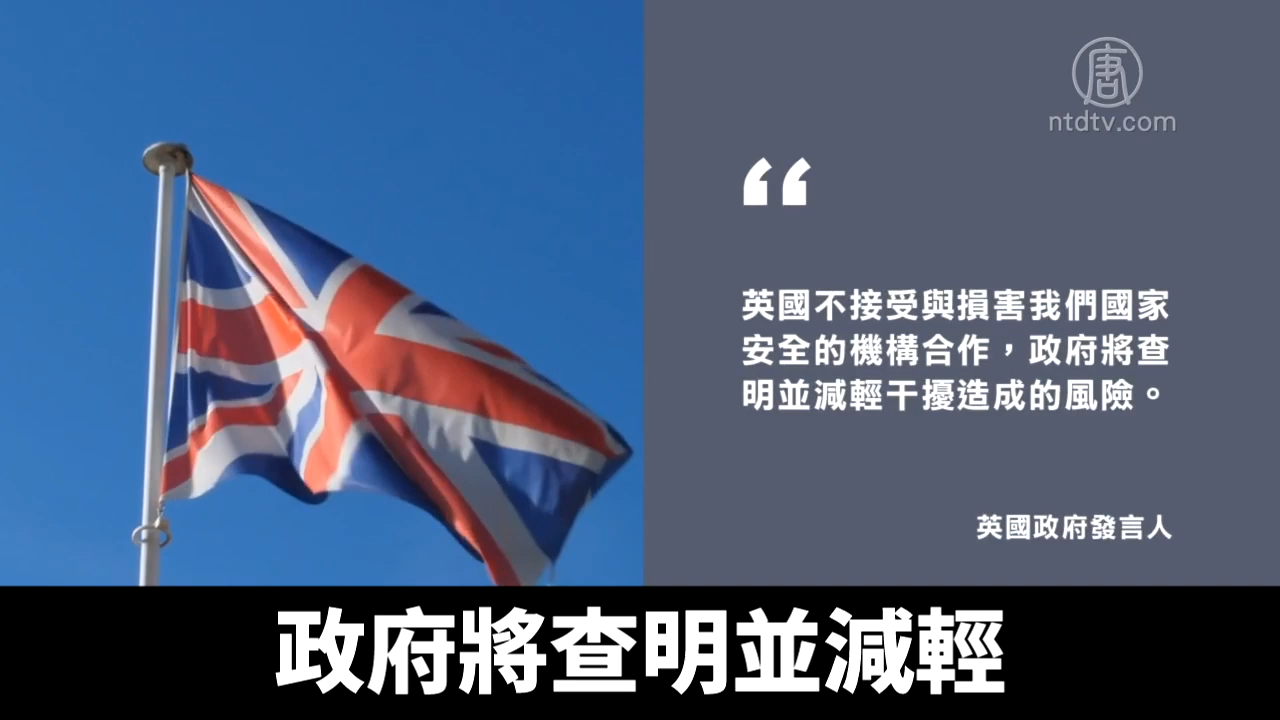 唐
ntdtv.com
“
英國不接受與損害我們國家
安全的機構合作，政府將查
明並減輕干擾造成的風險。
英國政府發言人
政府將查明並減輕